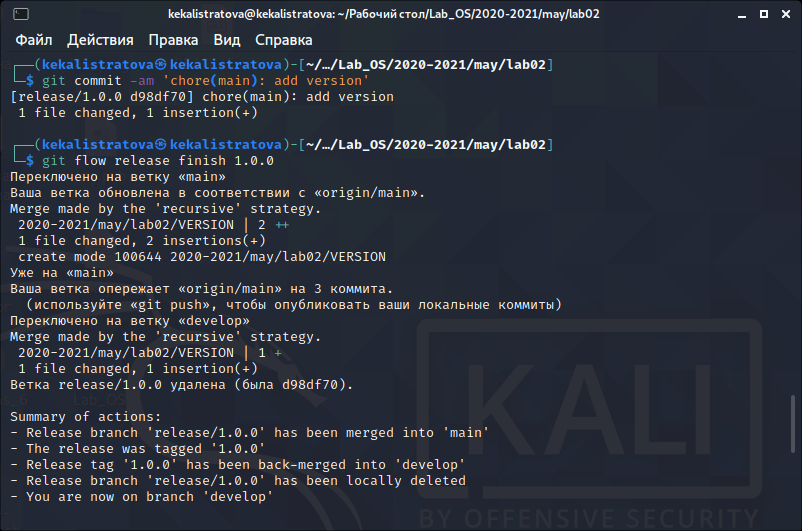 kekalistratova@kekalistratova: ~/Рабочий стол/Lab_OS/2020-2021/may/lab02
Файл Действия Правка Вид Справка
┌──(kekalistratova㉿kekalistratova)-[~/…/Lab_OS/2020-2021/may/lab02]
└─$ git commit -am 'chore(main): add version'
[release/1.0.0 d98df70] chore(main): add version
 1 file changed, 1 insertion(+)
┌──(kekalistratova㉿kekalistratova)-[~/…/Lab_OS/2020-2021/may/lab02]
└─$ git flow release finish 1.0.0
Переключено на ветку «main»
Ваша ветка обновлена в соответствии с «origin/main».
Merge made by the 'recursive' strategy.
 2020-2021/may/lab02/VERSION | 2 ++
 1 file changed, 2 insertions(+)
 create mode 100644 2020-2021/may/lab02/VERSION
Уже на «main»
Ваша ветка опережает «origin/main» на 3 коммита.
  (используйте «git push», чтобы опубликовать ваши локальные коммиты)
Переключено на ветку «develop»
Merge made by the 'recursive' strategy.
 2020-2021/may/lab02/VERSION | 1 +
 1 file changed, 1 insertion(+)
Ветка release/1.0.0 удалена (была d98df70).
Summary of actions:
- Release branch 'release/1.0.0' has been merged into 'main'
- The release was tagged '1.0.0'
- Release tag '1.0.0' has been back-merged into 'develop'
- Release branch 'release/1.0.0' has been locally deleted
- You are now on branch 'develop'
KALI
BY OFFENSIVE SECURITY